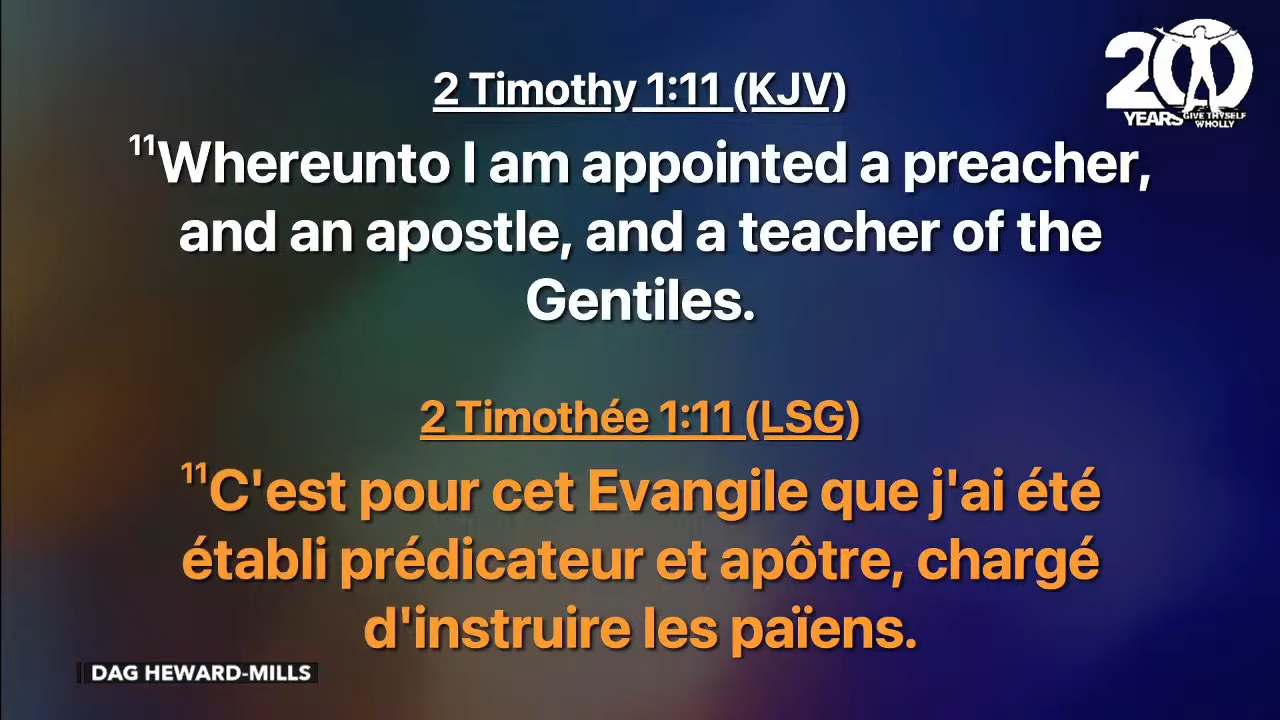 2 Timothy 1:11 (KJV)
11Whereunto I am appointed a preacher,
and an apostle, and a teacher of the
Gentiles.
2 Timothée 1:11 (LSG)
11C'est pour cet Evangile que j'ai été
établi prédicateur et apôtre, chargé
d'instruire les païens.
DAG HEWARD-MILLS
200
YEARS
GIVE THYSELF
WHOLLY